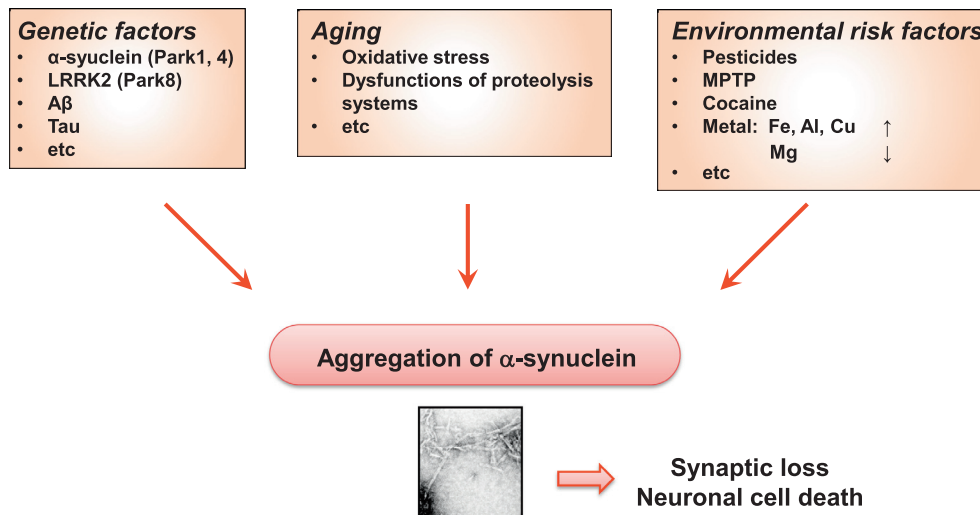 Genetic factors
• α-syuclein (Park1, 4)
• LRRK2 (Park8)
• Aβ
• Tau
• etc
Aging
• Oxidative stress
• Dysfunctions of proteolysis
systems
• etc
Environmental risk factors
• Pesticides
• MPTP
• Cocaine
• Metal: Fe, Al, Cu ↑
Mg ↓
• etc
Aggregation of α-synuclein
Synaptic loss
Neuronal cell death